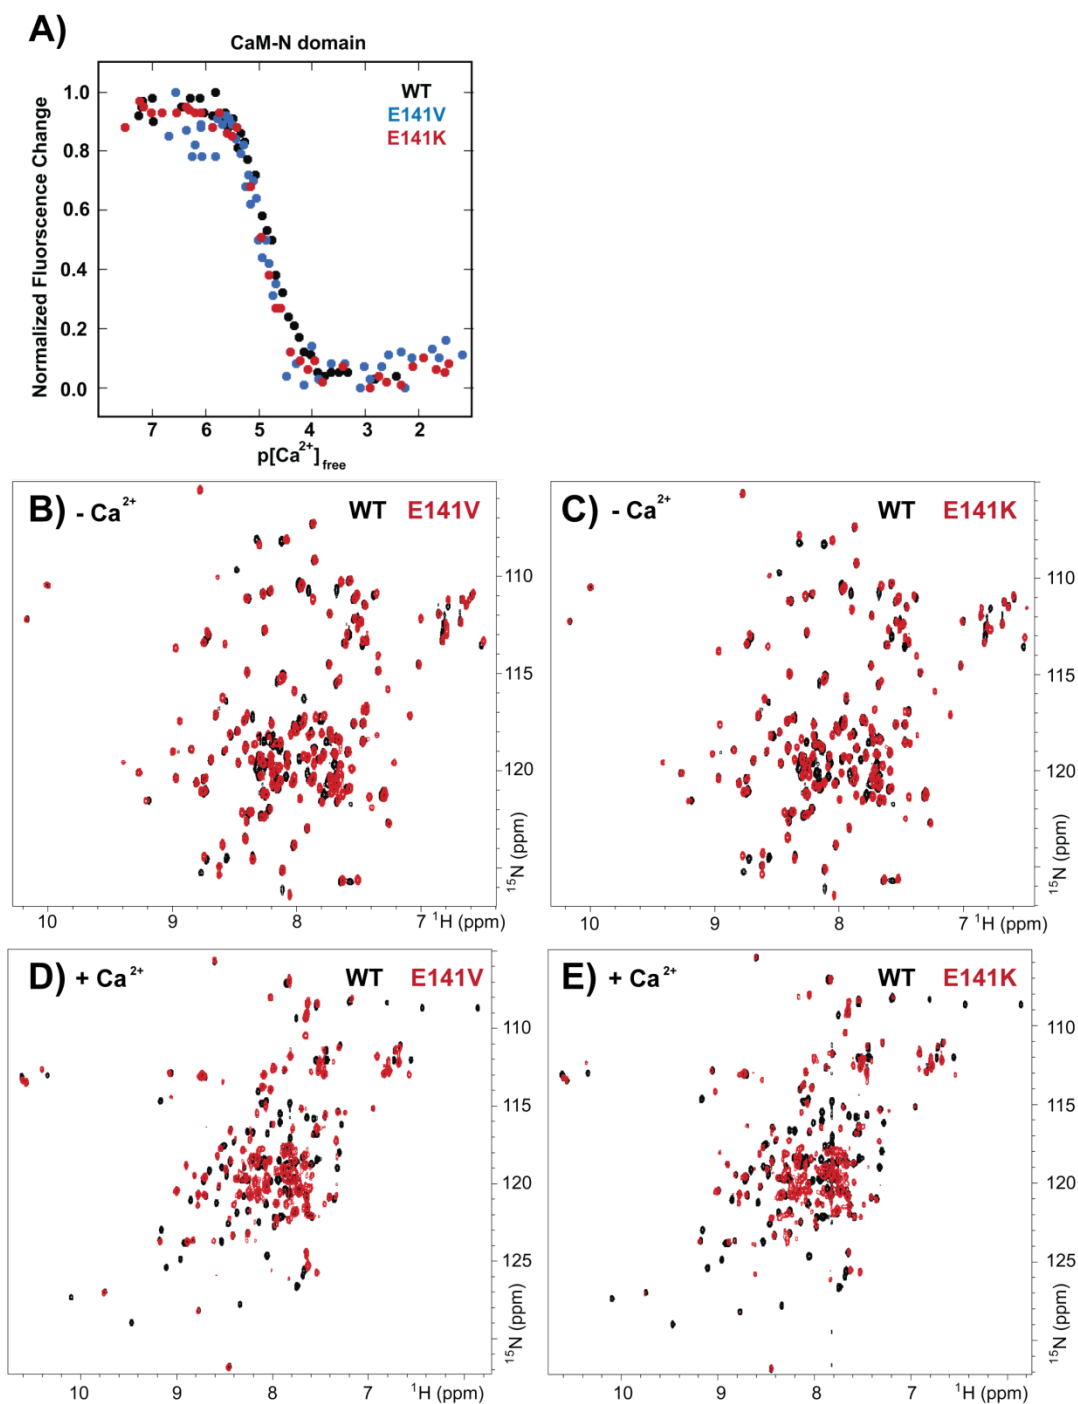 A)
CaM-N domain
WT
E141V
E141K
1.0
0.8
0.6
0.4
0.2
0.0
Normalized Fluorescence Change
7 6 5 4 3 2
p[Ca2+]free
B) - Ca2+ WT E141V
110
115
120
15N (ppm)
10 9 8 7 1H (ppm)
C) - Ca2+ WT E141K
110
115
120
15N (ppm)
10 9 8 7 1H (ppm)
D) + Ca2+ WT E141V
110
115
120
125
15N (ppm)
10 9 8 7 1H (ppm)
E) + Ca2+ WT E141K
110
115
120
125
15N (ppm)
10 9 8 7 1H (ppm)